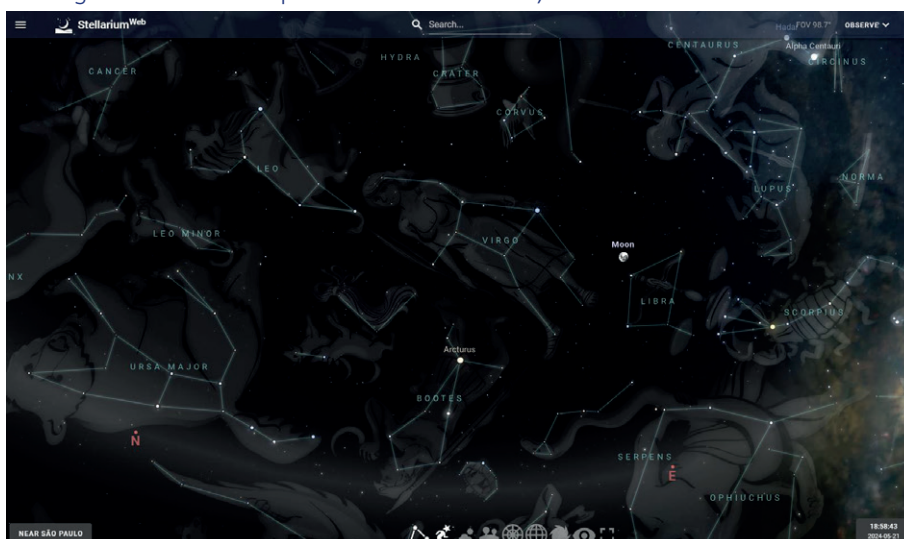 Stellarium Web
Search...
FOV 98.7°
OBSERVE
Hadar
Alpha Centauri
CENTAURUS
CIRCINUS
HYDRA
CANCER
CRATER
CORVUS
LEO
NORMA
LUPUS
LEO MINOR
VIRGO
Moon
NX
LIBRA
SCORPIUS
Arcturus
URSA MAJOR
BOOTES
N
SERPENS
E
OPHIUCHUS
NEAR SÃO PAULO
18:58:43
2024-05-21